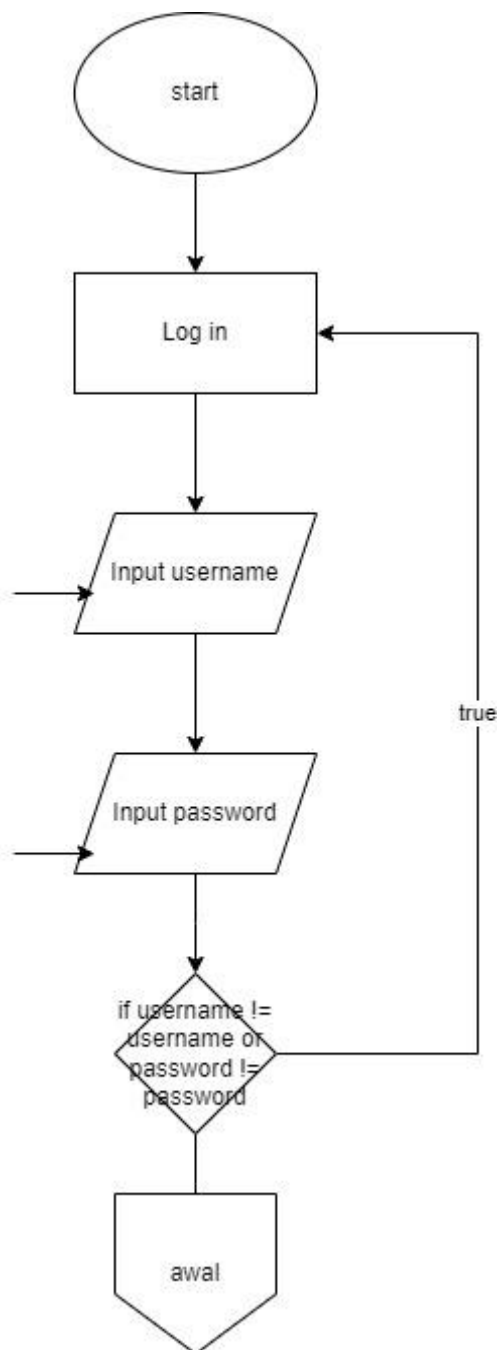 start
Log in
Input username
true
Input password
if username !=
username or
password !=
password
awal